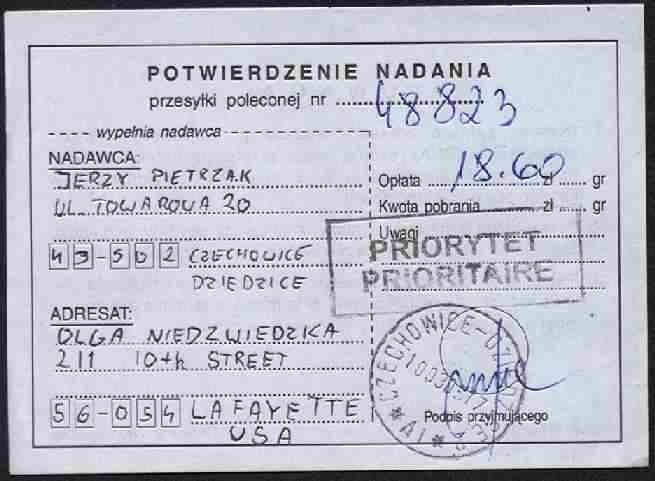 POTWIERDZENIE NADANIA
przesyłki poleconej nr 48823
wypełnia nadawca
NADAWCA:
JERZY PIETRZAK
UL. TOWAROWA 20
43-502 CZECHOWICE
DZIEDZICE
Opłata 18.60 zł gr
Kwota pobrania zł gr
Uwagi
PRIORYTET
PRIORITAIRE
ADRESAT:
OLGA NIEDZWIEDZKA
211 10th STREET
56-054 LAFAYETTE
USA
CZECHOWICE-DZ
Podpis przyjmującego